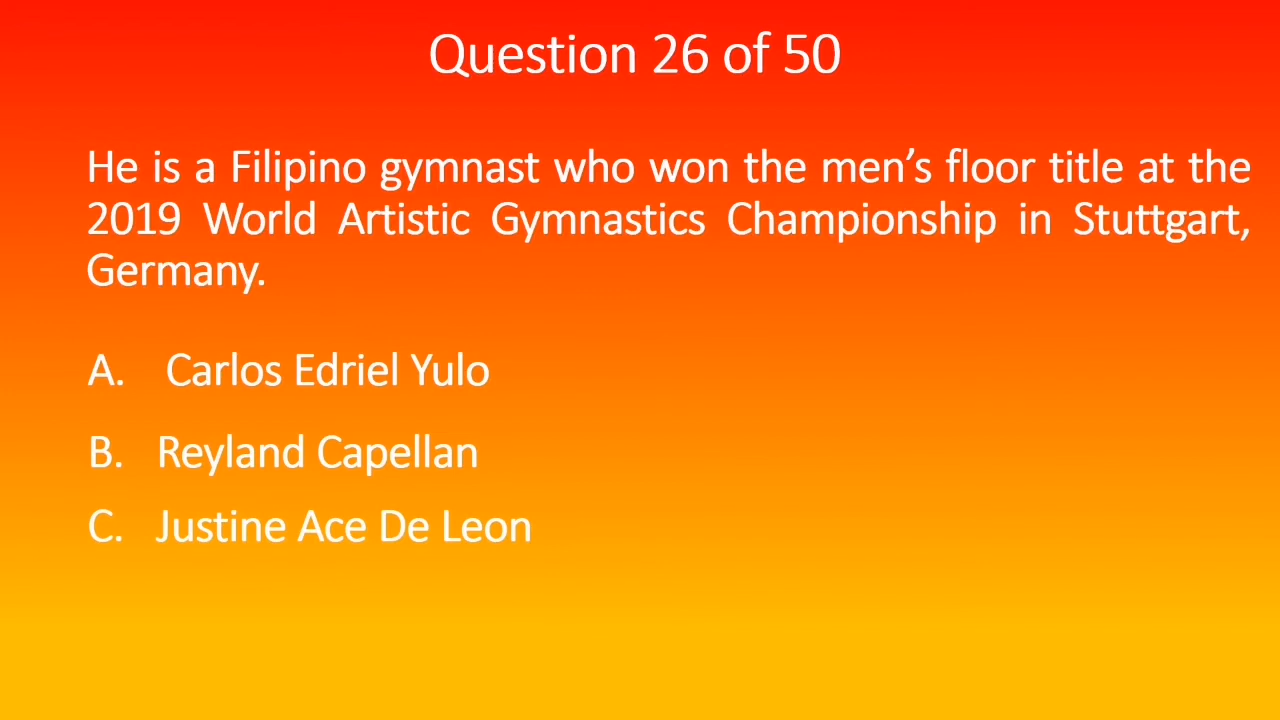 Question 26 of 50
He is a Filipino gymnast who won the men’s floor title at the
2019 World Artistic Gymnastics Championship in Stuttgart,
Germany.
A. Carlos Edriel Yulo
B. Reyland Capellan
C. Justine Ace De Leon